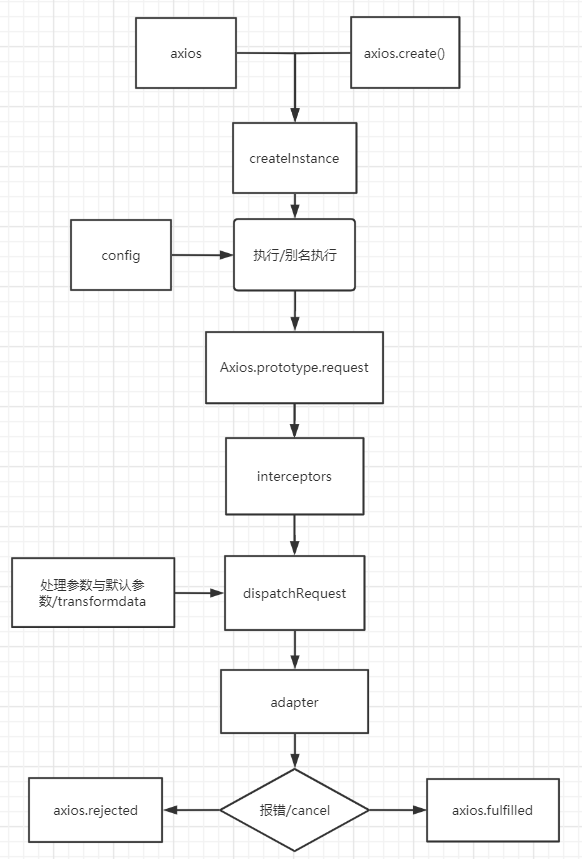 axios
axios.create()
createInstance
config
执行/别名执行
Axios.prototype.request
interceptors
处理参数与默认参
数/transformdata
dispatchRequest
adapter
axios.rejected
报错/cancel
axios.fulfilled